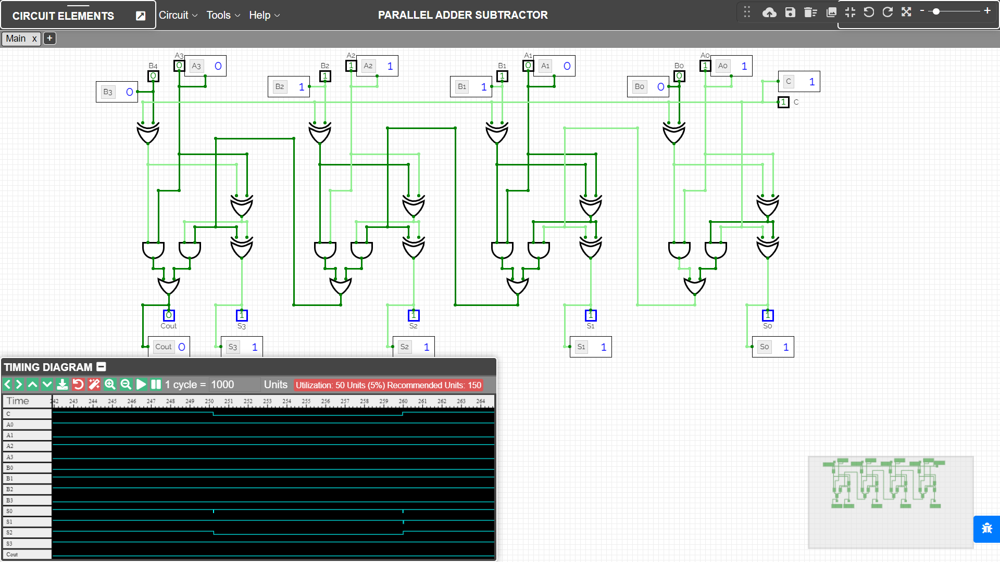 CIRCUIT ELEMENTS
Circuit Tools Help
PARALLEL ADDER SUBTRACTOR
- +
Main x +
A3 A2 A1 A0
B4 0 A3 0 B2 1 A2 1 B1 0 A1 0 B0 1 A0 1
0 1 1 0
B3 0 B2 1 B1 1 B0 0 C 1
1 C
0 1 1 1 1
Cout S3 S2 S1 S0
Cout 0 S3 1 S2 1 S1 1 S0 1
TIMING DIAGRAM
1 cycle = 1000 Units Utilization: 50 Units (5%) Recommended Units: 150
Time 242 243 244 245 246 247 248 249 250 251 252 253 254 255 256 257 258 259 260 261 262 263 264
C
A0
A1
A2
A3
B0
B1
B2
B3
S0
S1
S2
S3
Cout